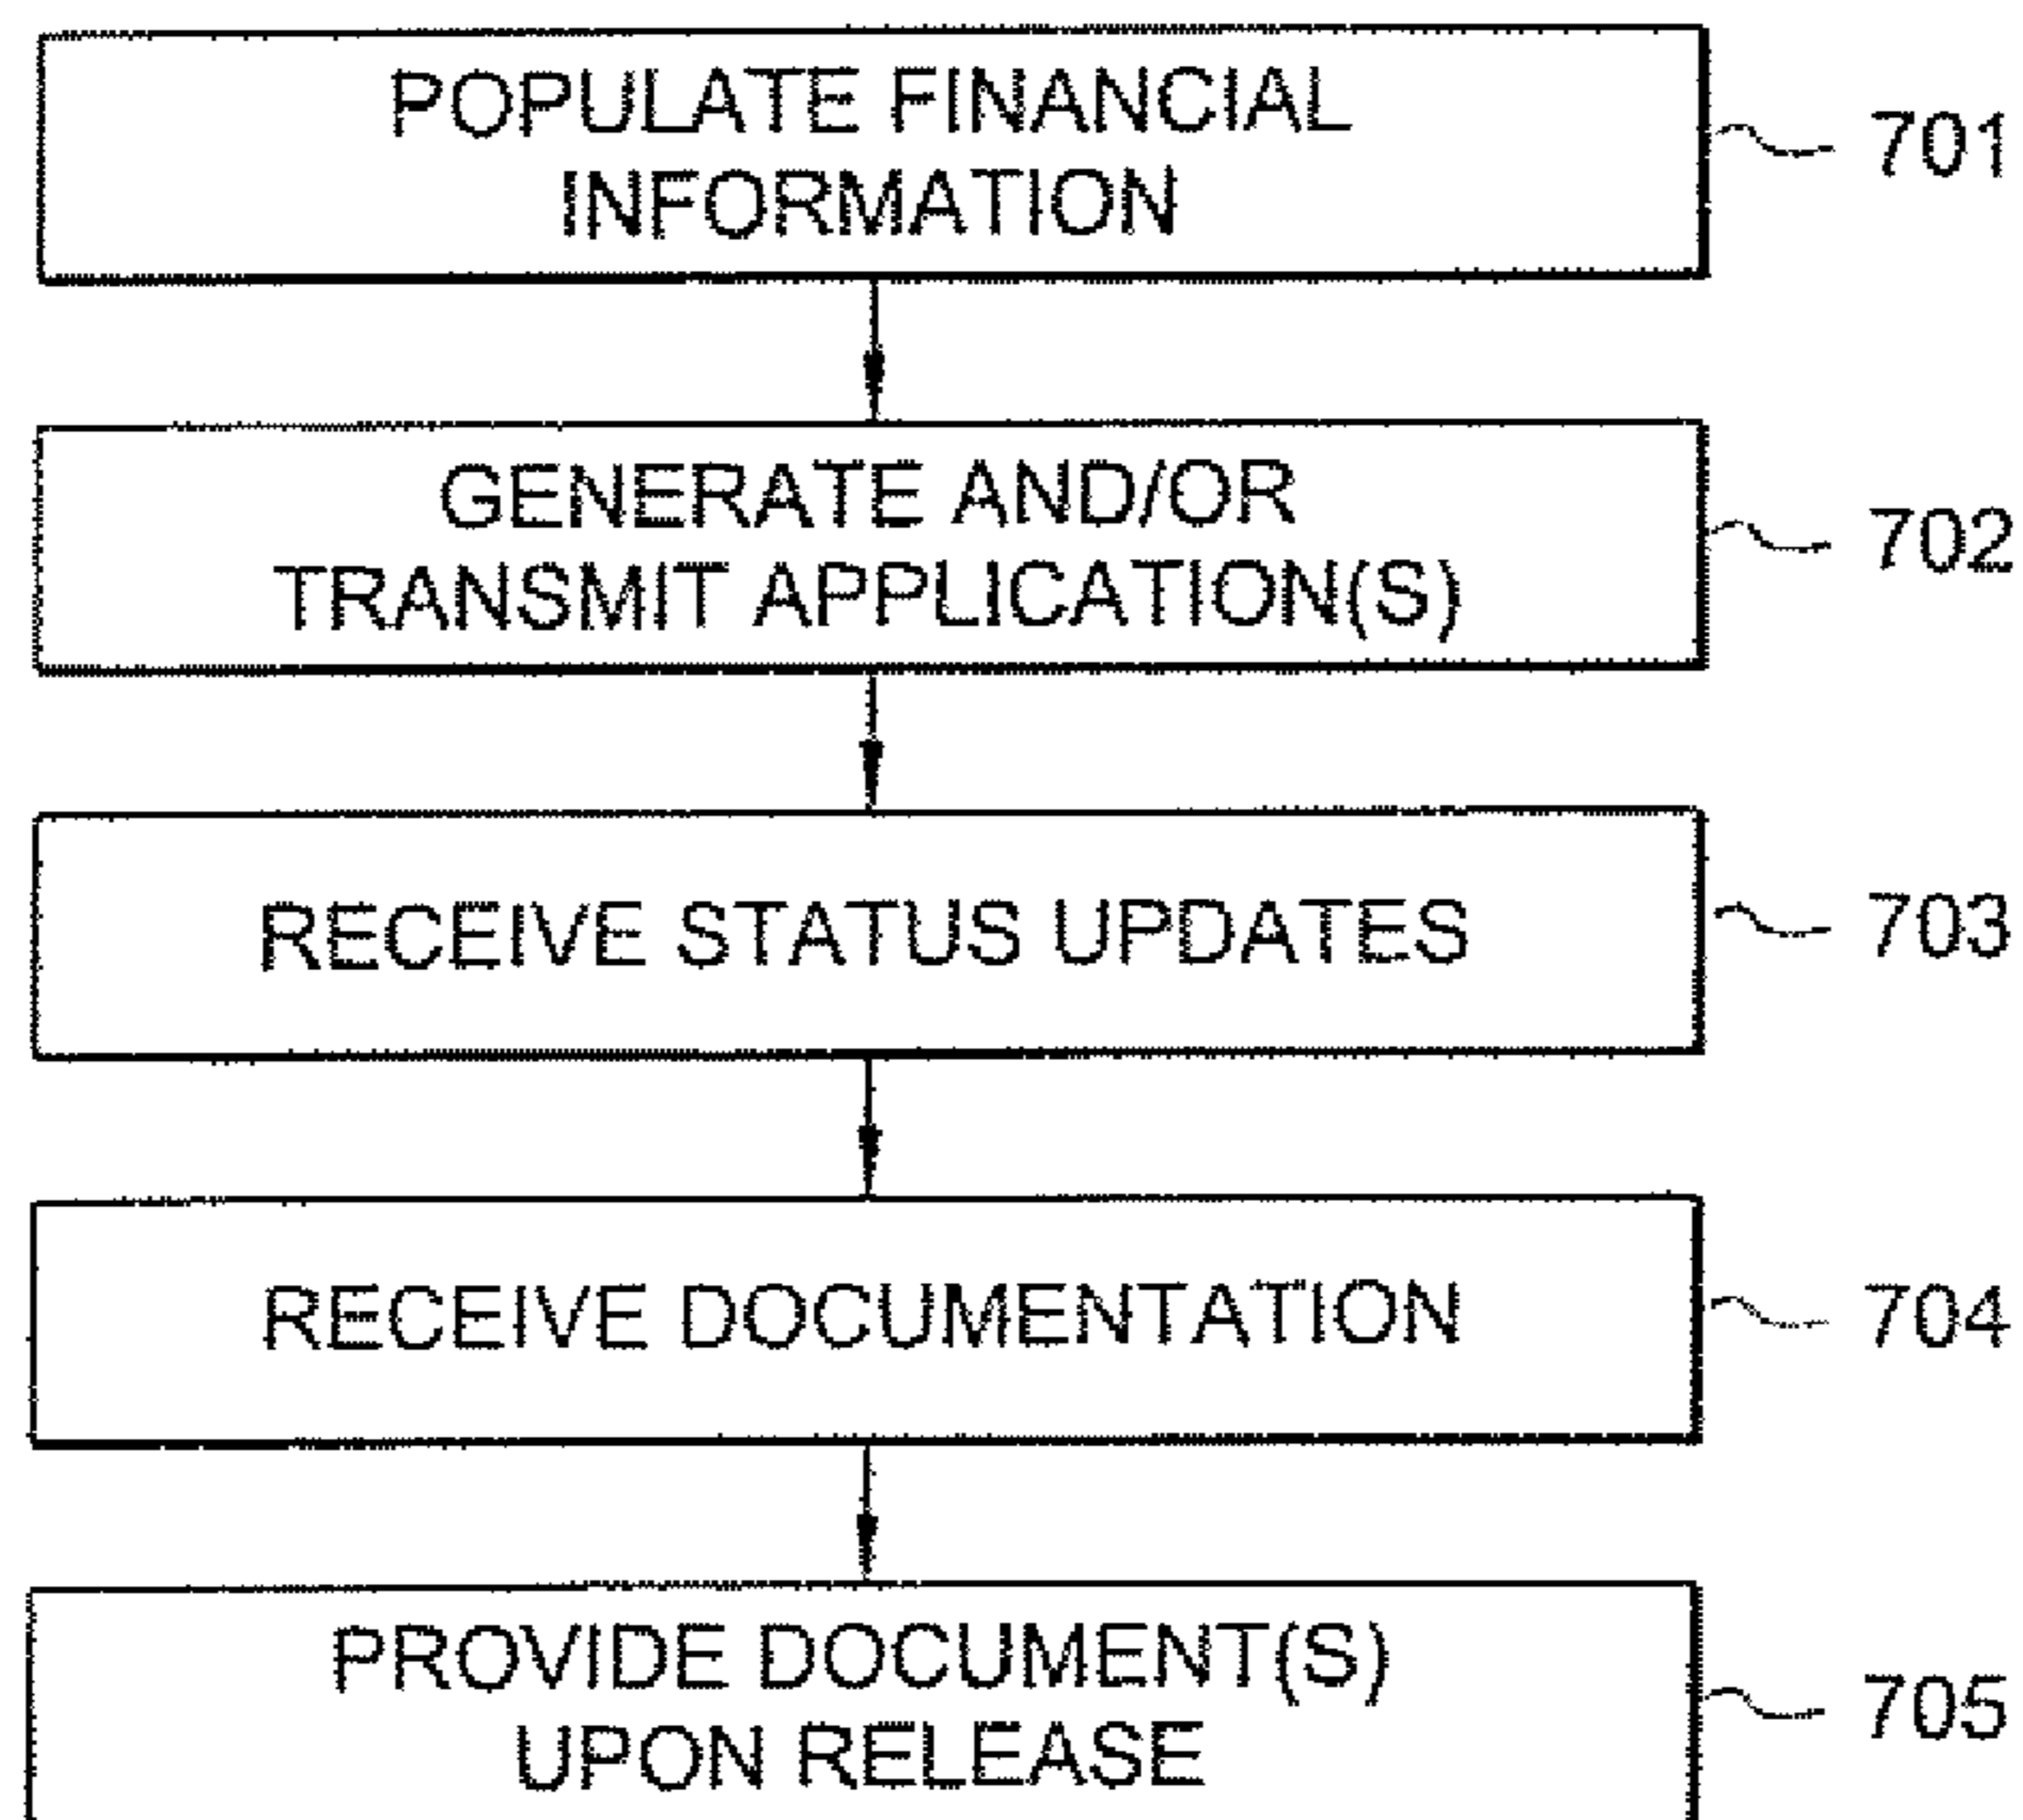 POPULATE FINANCIAL
INFORMATION
701
GENERATE AND/OR
TRANSMIT APPLICATION(S)
702
RECEIVE STATUS UPDATES
703
RECEIVE DOCUMENTATION
704
PROVIDE DOCUMENT(S)
UPON RELEASE
705